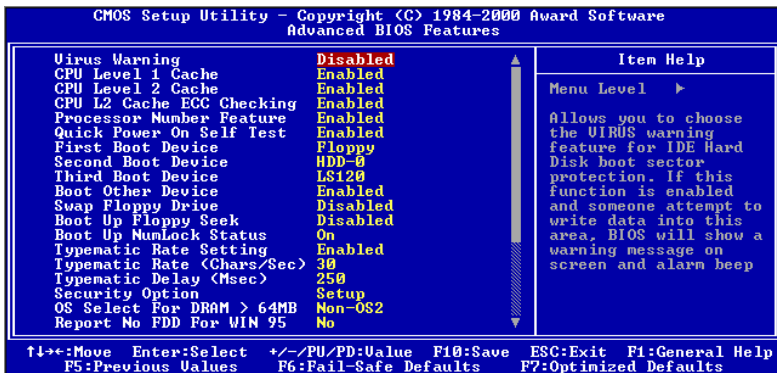 CMOS Setup Utility - Copyright (C) 1984-2000 Award Software
Advanced BIOS Features
Virus Warning Disabled
CPU Level 1 Cache Enabled
CPU Level 2 Cache Enabled
CPU L2 Cache ECC Checking Enabled
Processor Number Feature Enabled
Quick Power On Self Test Enabled
First Boot Device Floppy
Second Boot Device HDD-0
Third Boot Device LS120
Boot Other Device Enabled
Swap Floppy Drive Disabled
Boot Up Floppy Seek Disabled
Boot Up NumLock Status On
Typematic Rate Setting Enabled
Typematic Rate (Chars/Sec) 30
Typematic Delay (Msec) 250
Security Option Setup
OS Select For DRAM > 64MB Non-OS2
Report No FDD For WIN 95 No
Item Help
Menu Level ▶
Allows you to choose
the VIRUS warning
feature for IDE Hard
Disk boot sector
protection. If this
function is enabled
and someone attempt to
write data into this
area, BIOS will show a
warning message on
screen and alarm beep
↑↓→←:Move Enter:Select +/-/PU/PD:Value F10:Save ESC:Exit F1:General Help
F5:Previous Values F6:Fail-Safe Defaults F7:Optimized Defaults